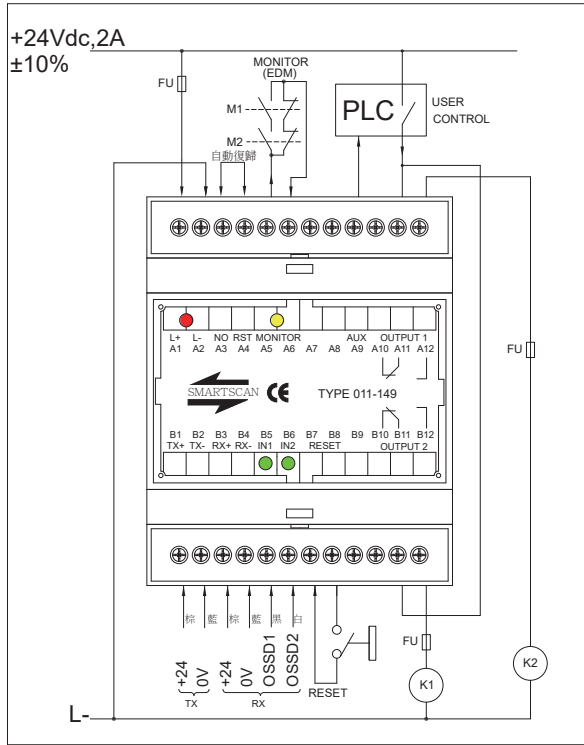 +24Vdc,2A
±10%
FU
MONITOR
(EDM)
M1
M2
自動復歸
PLC
USER
CONTROL
FU
L+ L- NO RST MONITOR AUX OUTPUT 1
A1 A2 A3 A4 A5 A6 A7 A8 A9 A10 A11 A12
SMARTSCAN CE TYPE 011-149
B1 B2 B3 B4 B5 B6 B7 B8 B9 B10 B11 B12
TX+ TX- RX+ RX- IN1 IN2 RESET OUTPUT 2
棕 藍 棕 藍 黑 白
+24 0V +24 0V OSSD1 OSSD2
TX RX
RESET
FU
K1
K2
L-